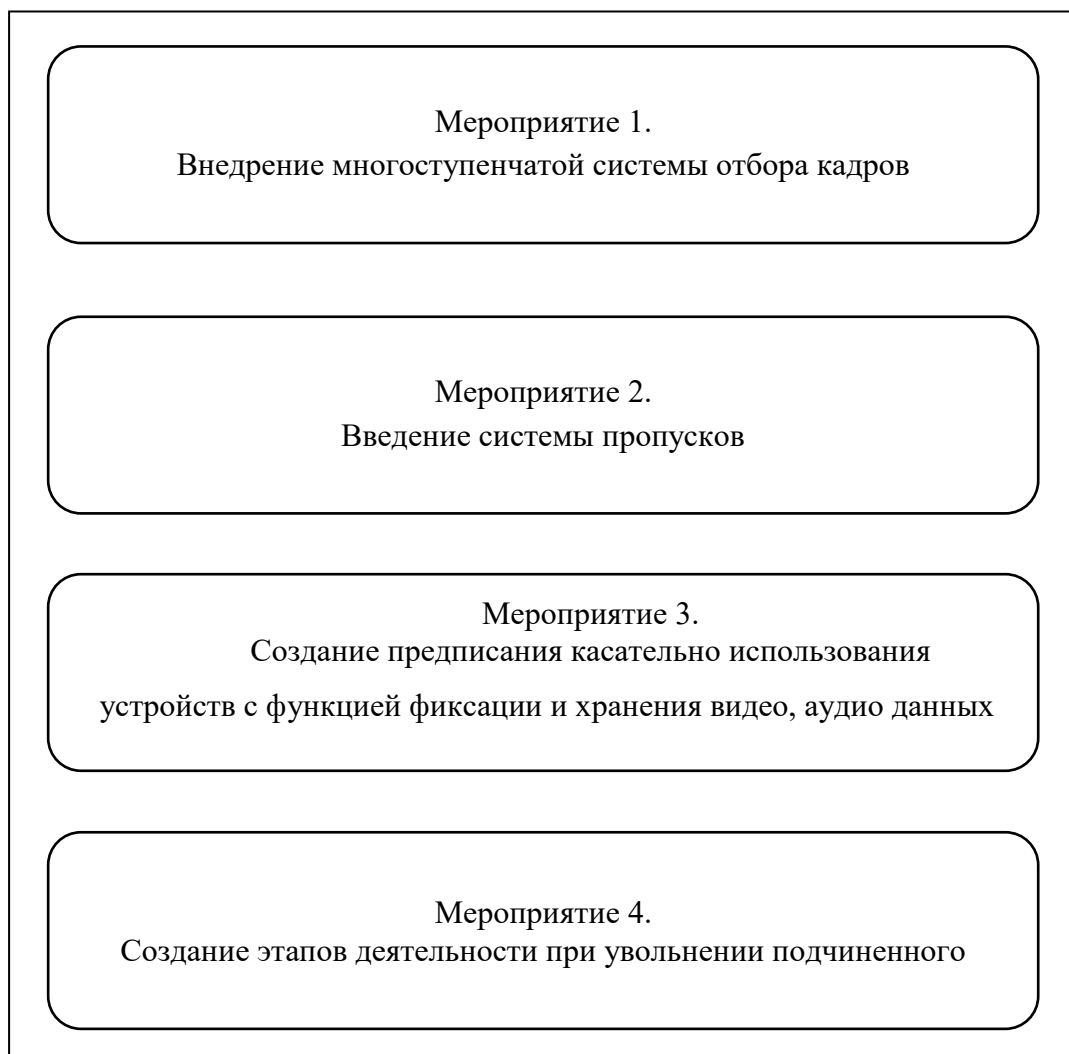 Мероприятие 1.
Внедрение многоступенчатой системы отбора кадров
Мероприятие 2.
Введение системы пропусков
Мероприятие 3.
Создание предписания касательно использования
устройств с функцией фиксации и хранения видео, аудио данных
Мероприятие 4.
Создание этапов деятельности при увольнении подчиненного